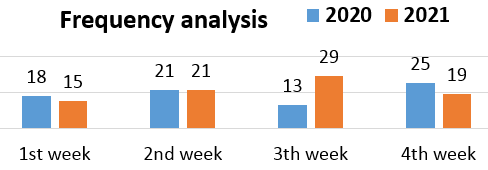 Frequency analysis
2020 2021
18 15 21 21 13 29 25 19
1st week 2nd week 3th week 4th week